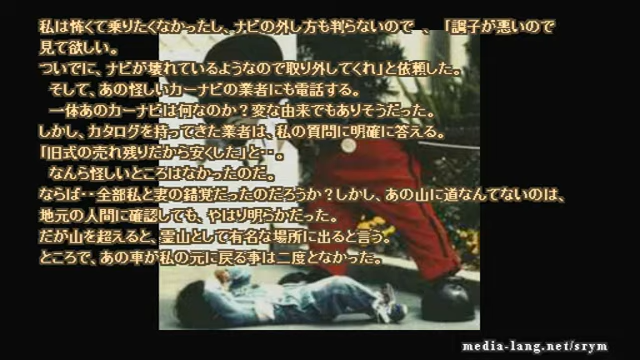 私は怖くて乗りたくなかったし、ナビの外し方も判らないので 、 「調子が悪いので
見て欲しい。
ついでに、ナビが壊れているようなので取り外してくれ」と依頼した。
そして、あの怪しいカーナビの業者にも電話する。
一体あのカーナビは何なのか？変な由来でもありそうだった。
しかし、カタログを持ってきた業者は、私の質問に明確に答える。
「旧式の売れ残りだから安くした」と‥。
なんら怪しいところはなかったのだ。
ならば‥全部私と妻の錯覚だったのだろうか？しかし、あの山に道なんてないのは、
地元の人間に確認しても、やはり明らかだった。
だが山を超えると、霊山として有名な場所に出ると言う。
ところで、あの車が私の元に戻る事は二度となかった。
media-lang.net/srym